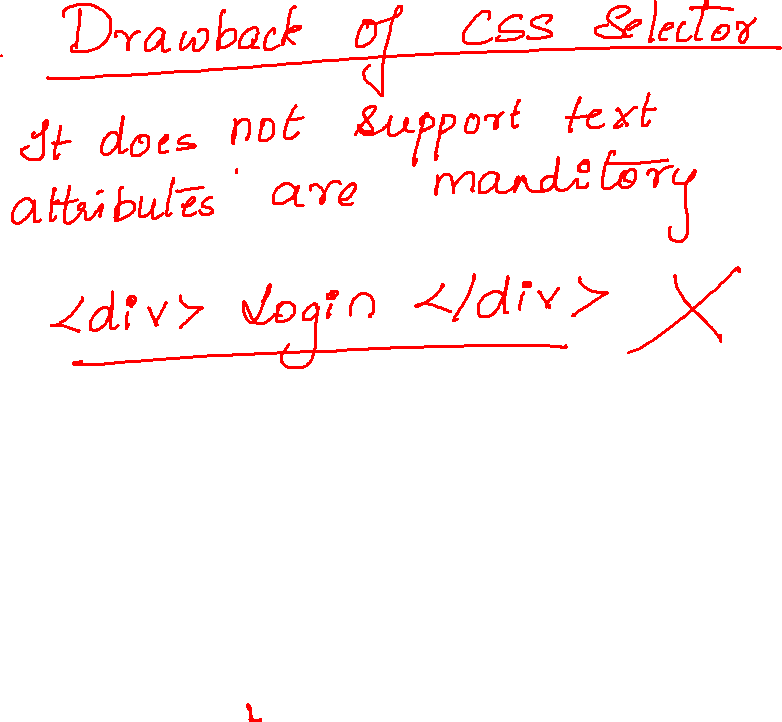 Drawback of CSS Selector
It does not support text
attributes are manditory
<div> Login </div> X